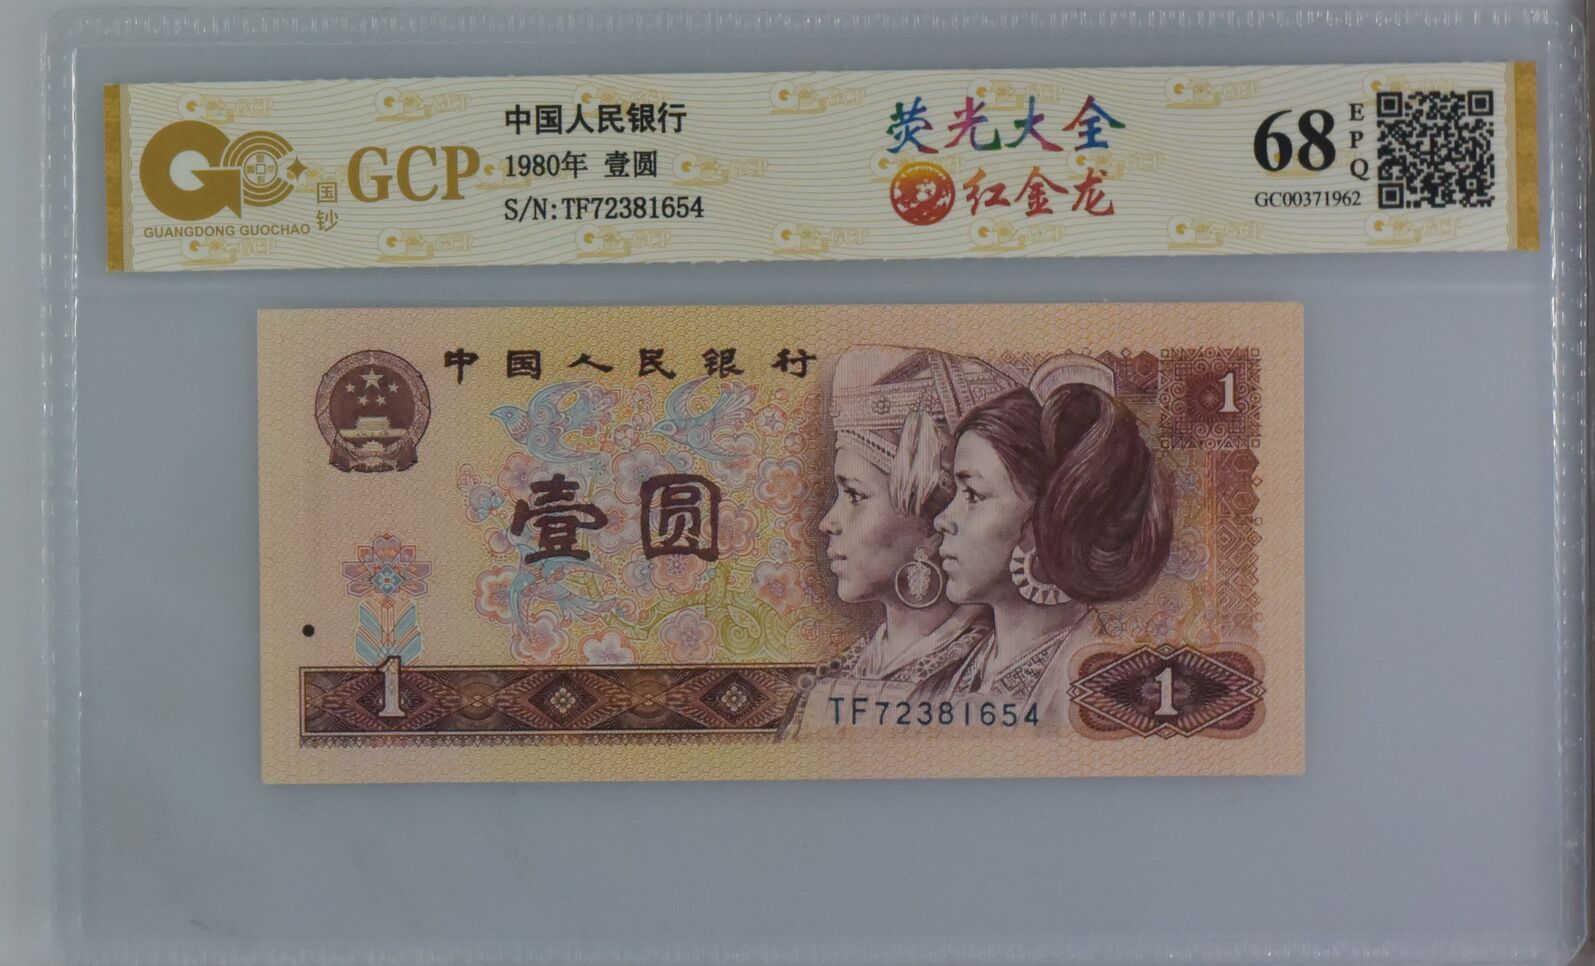 GCP
国钞
GUANGDONG GUOCHAO
中国人民银行
1980年 壹圆
S/N:TF72381654
荧光大全
红金龙
68 EPQ
GC00371962
中国人民银行
1
壹圆
1
1
TF72381654